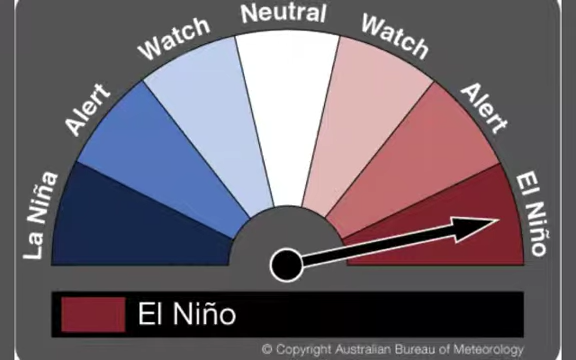 Neutral
Watch
Watch
Alert
Alert
La Niña
El Niño
El Niño
© Copyright Australian Bureau of Meteorology